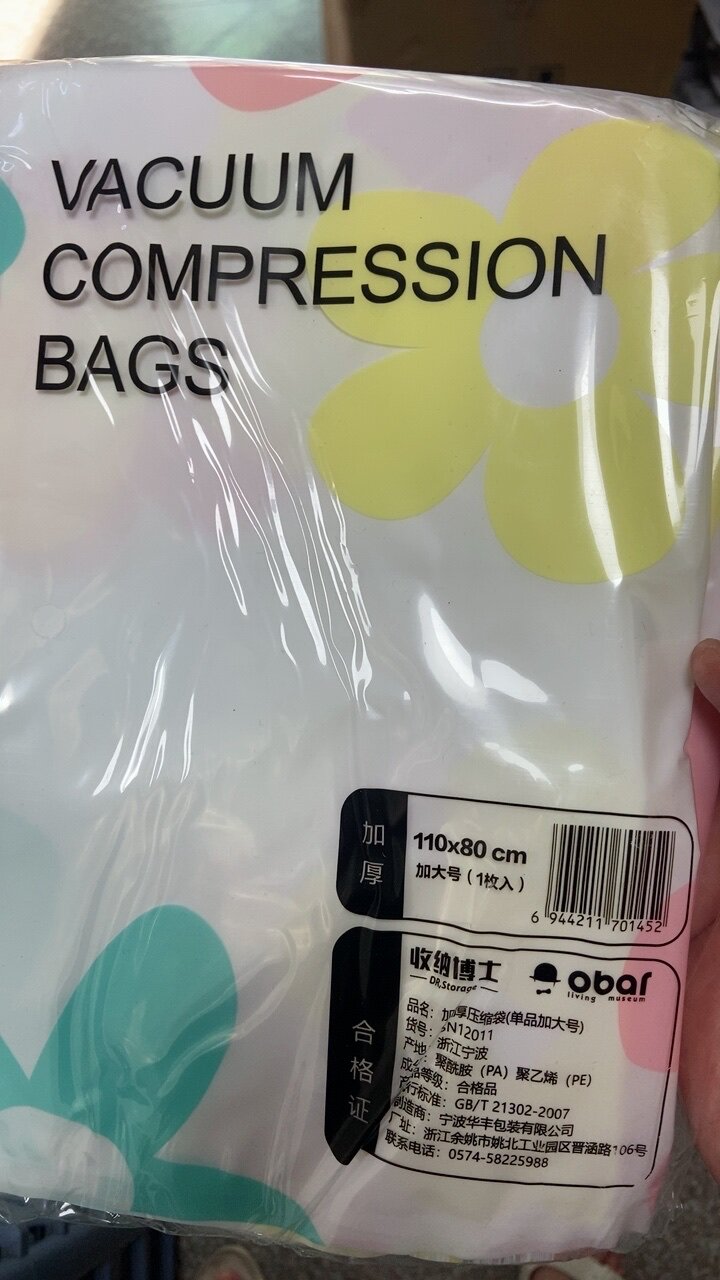 VACUUM
COMPRESSION
BAGS
加厚
110x80 cm
加大号（1枚入）
6 944211 701452
收纳博士
DR.Storage
obar
living museum
合格证
品名：加厚压缩袋(单品加大号)
货号：SN12011
产地：浙江宁波
成分：聚酰胺（PA）聚乙烯（PE）
产品等级：合格品
执行标准：GB/T 21302-2007
制造商：宁波华丰包装有限公司
厂址：浙江余姚市姚北工业园区晋涵路106号
联系电话：0574-58225988